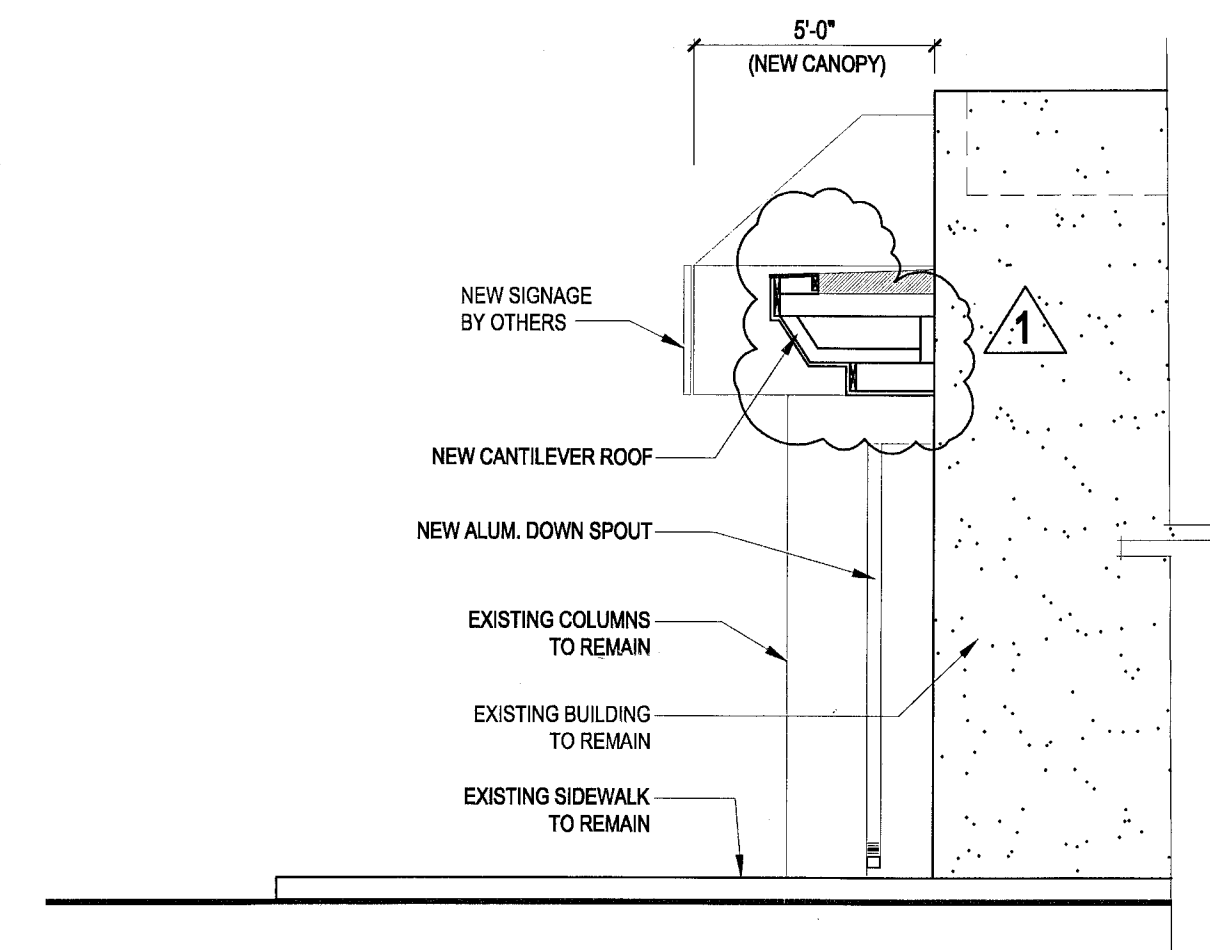 5'-0"
(NEW CANOPY)
NEW SIGNAGE
BY OTHERS
1
NEW CANTILEVER ROOF
NEW ALUM. DOWN SPOUT
EXISTING COLUMNS
TO REMAIN
EXISTING BUILDING
TO REMAIN
EXISTING SIDEWALK
TO REMAIN